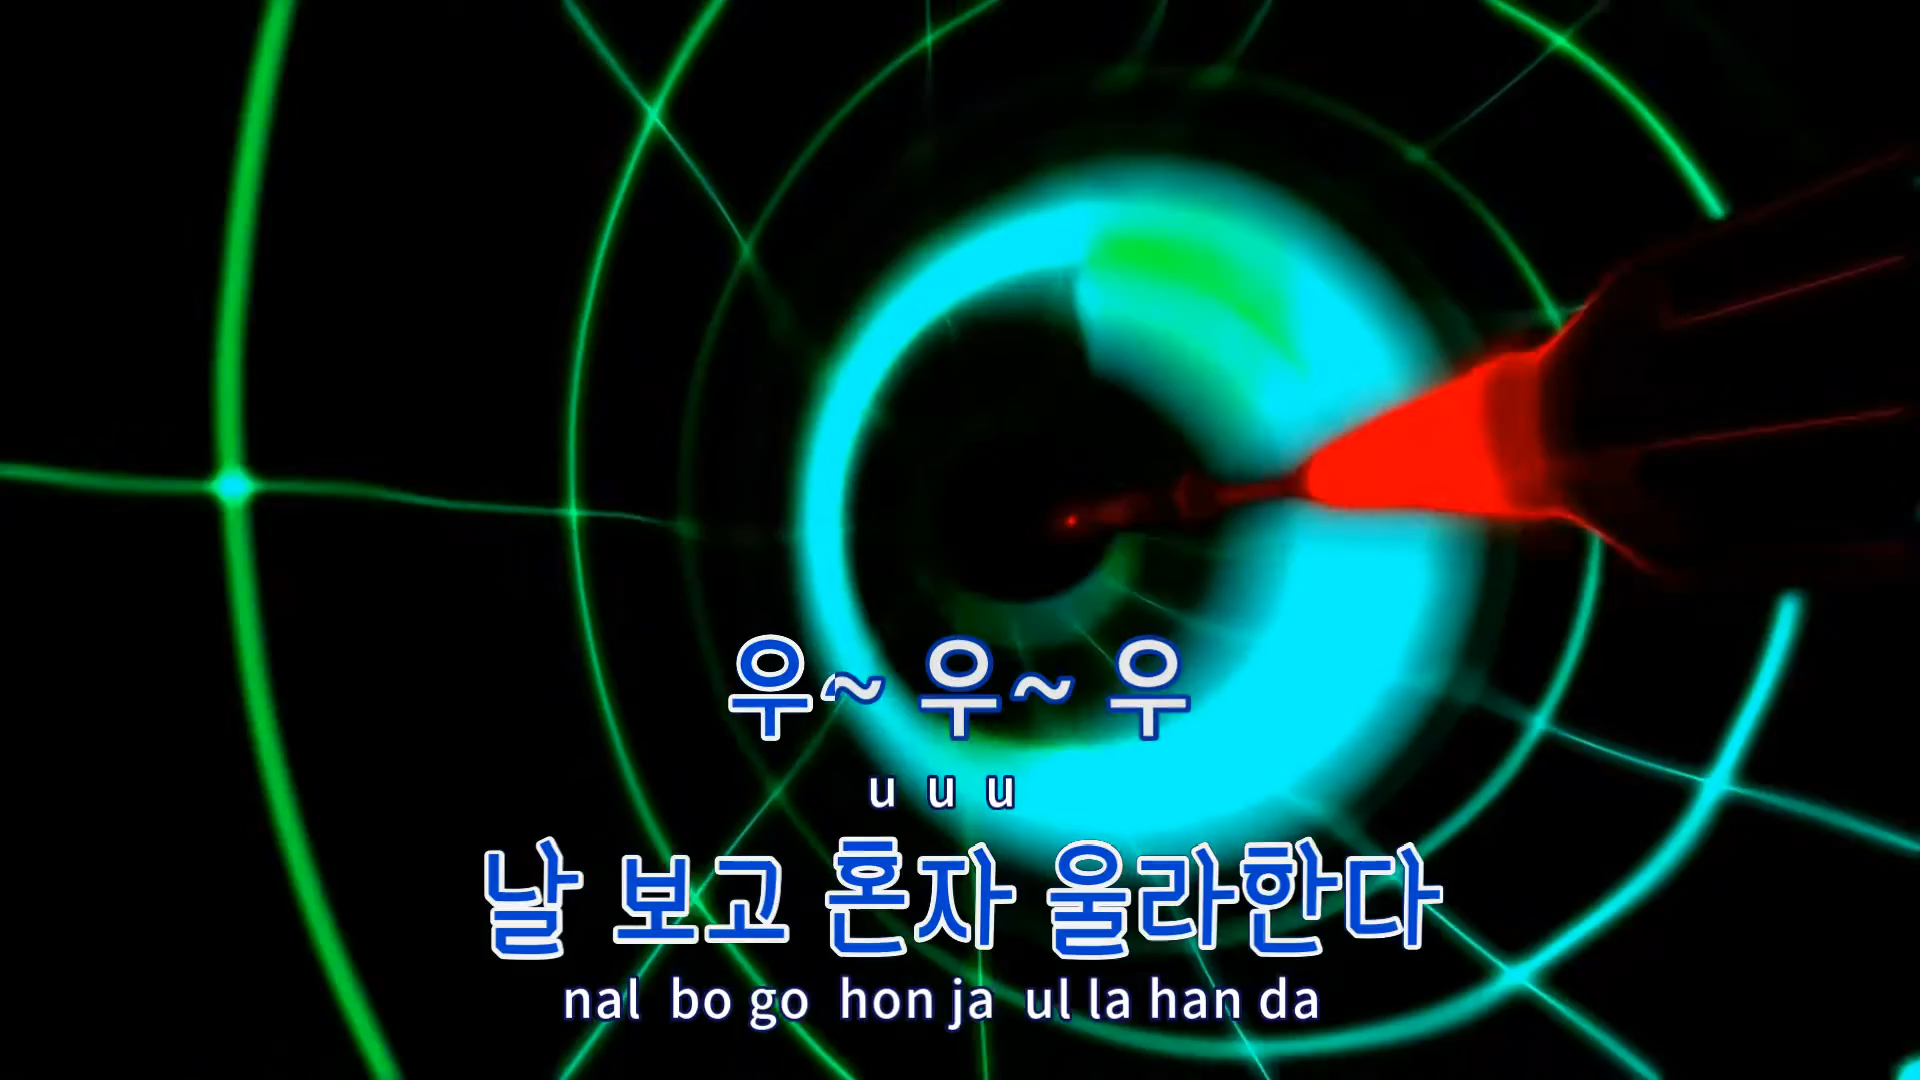 우~ 우~ 우
u u u
날 보고 혼자 울라한다
nal bo go hon ja ul la han da